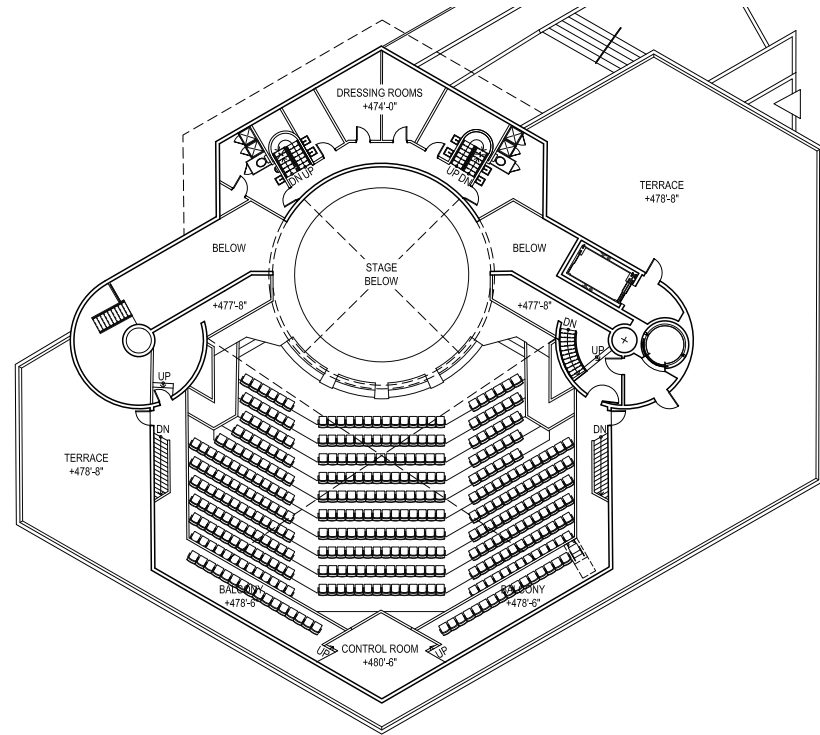 DRESSING ROOMS
+474'-0"
DN UP
UP DN
TERRACE
+478'-8"
BELOW
BELOW
STAGE
BELOW
+477'-8"
+477'-8"
DN
UP
UP
DN
DN
TERRACE
+478'-8"
BALCONY
+478'-6"
BALCONY
+478'-6"
CONTROL ROOM
+480'-6"
UP
UP